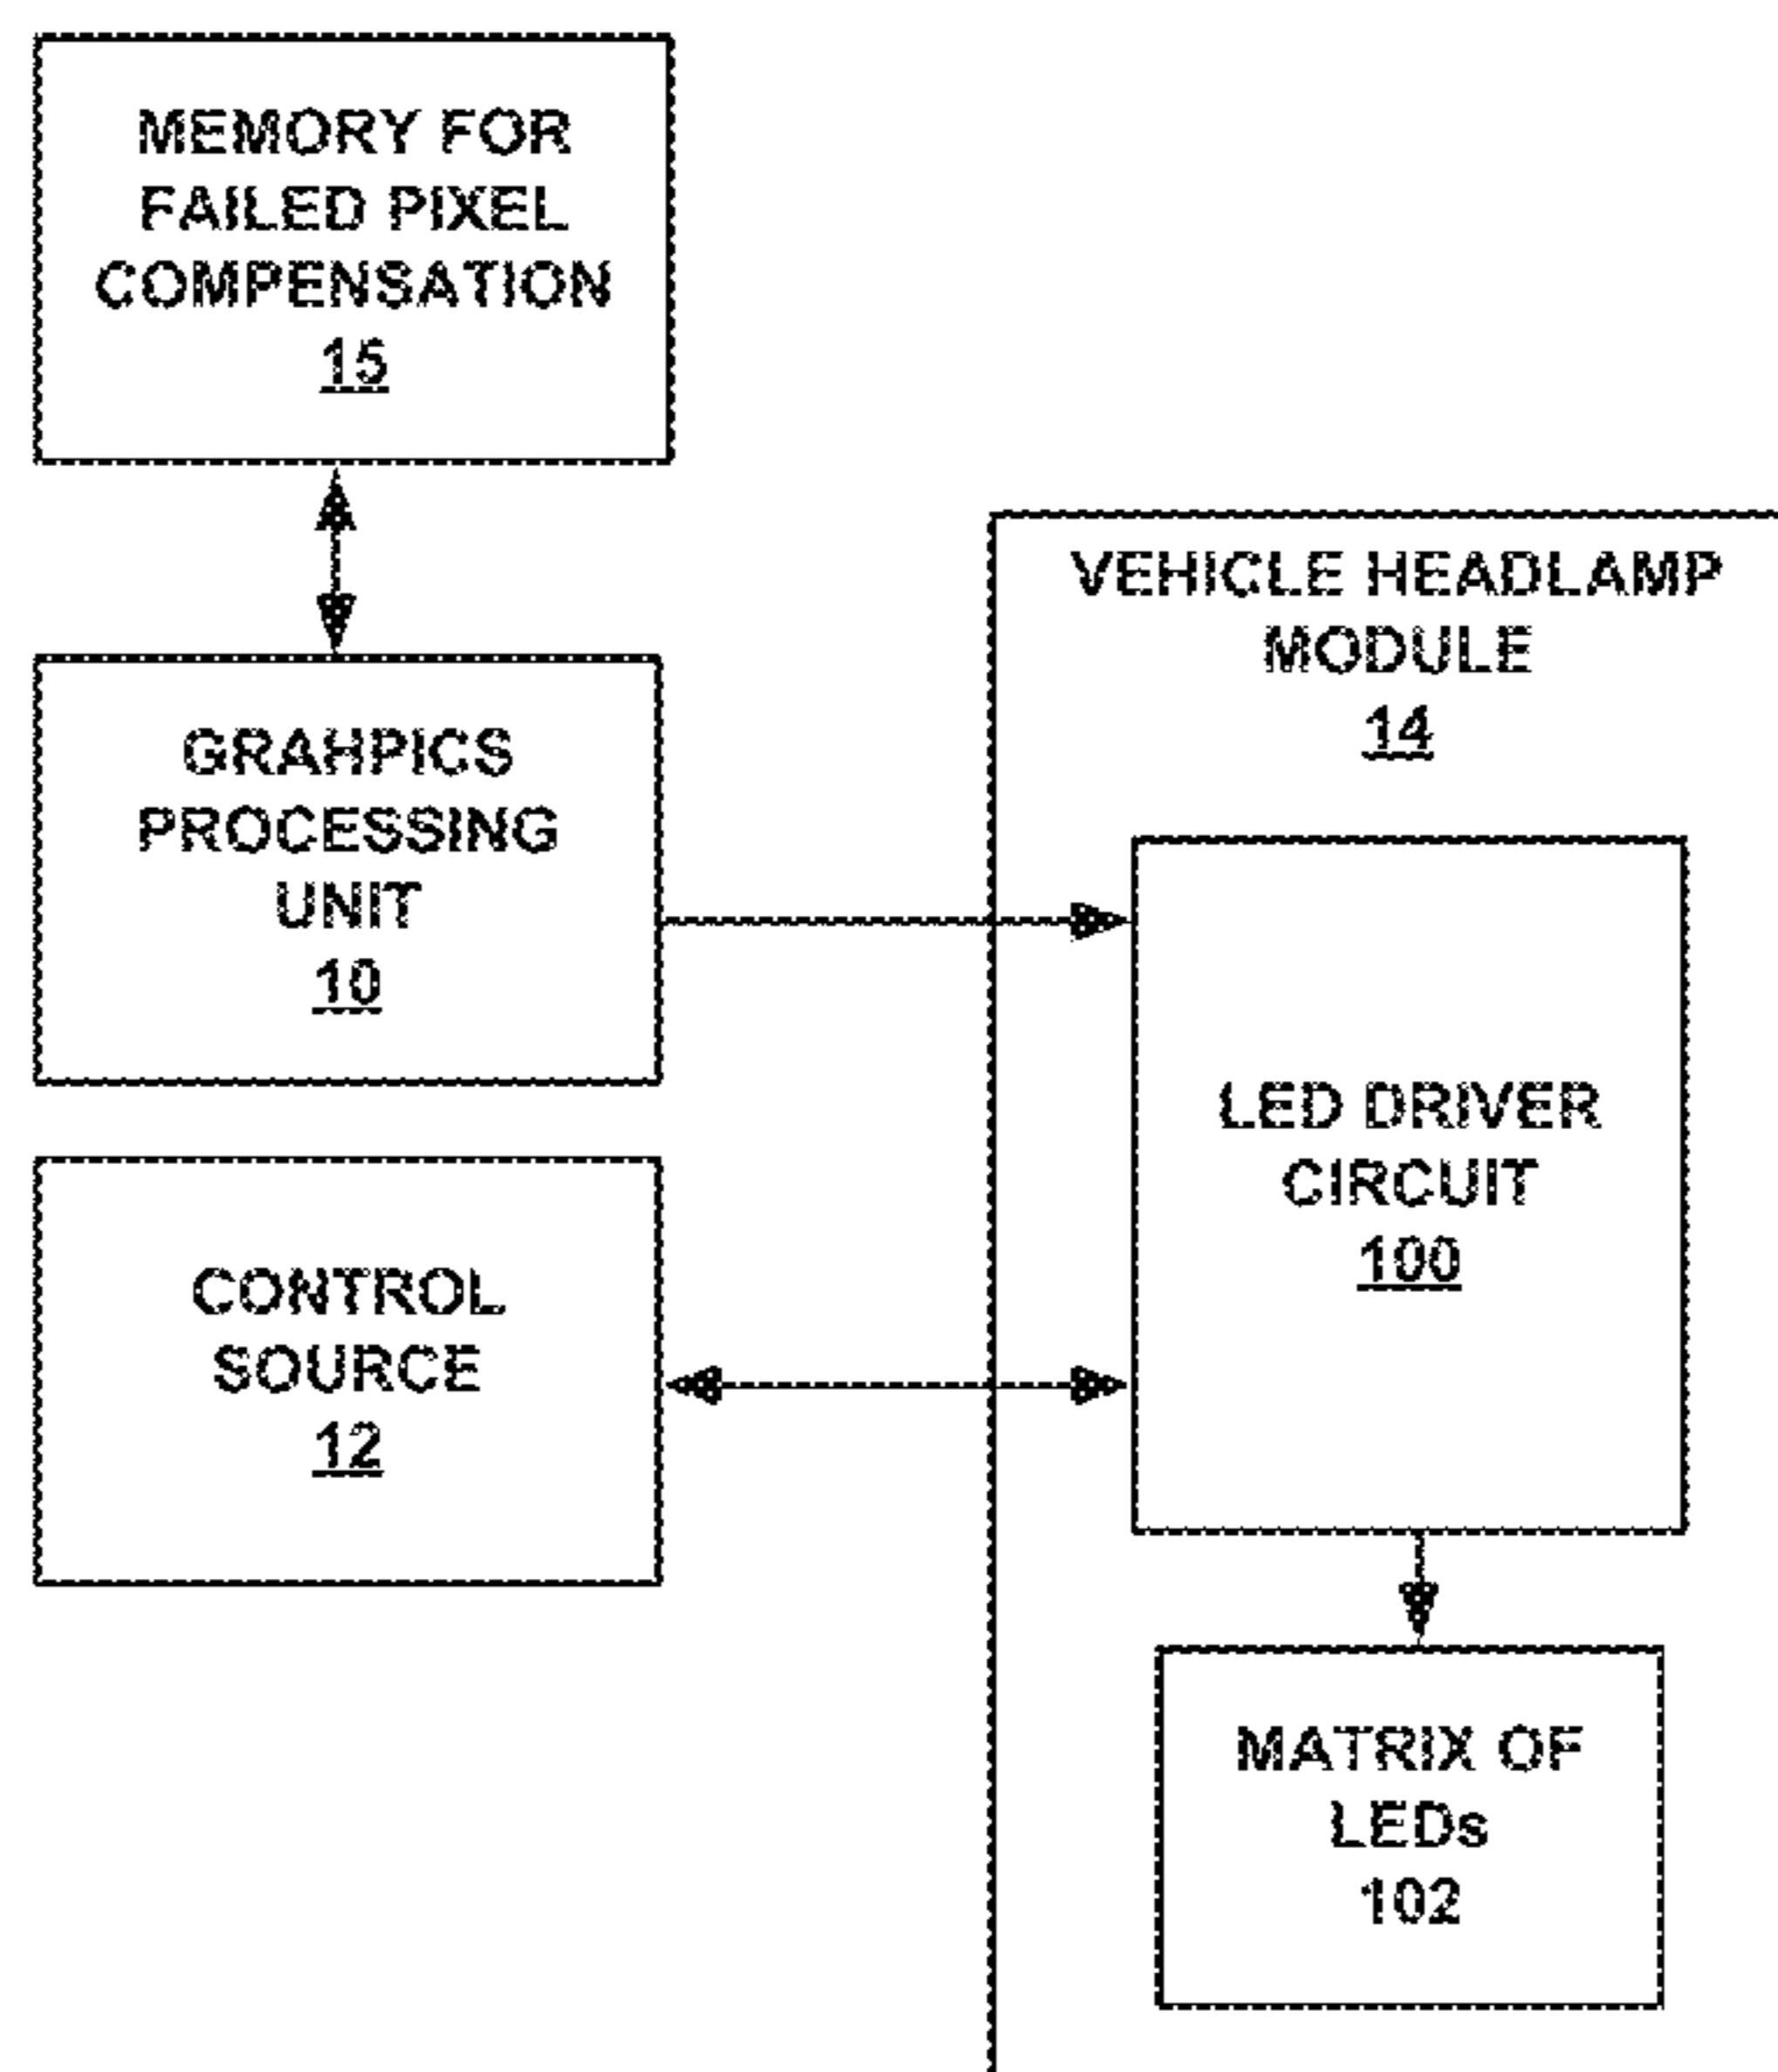 MEMORY FOR
FAILED PIXEL
COMPENSATION
15
VEHICLE HEADLAMP
MODULE
14
GRAHPICS
PROCESSING
UNIT
10
LED DRIVER
CIRCUIT
100
CONTROL
SOURCE
12
MATRIX OF
LEDs
102